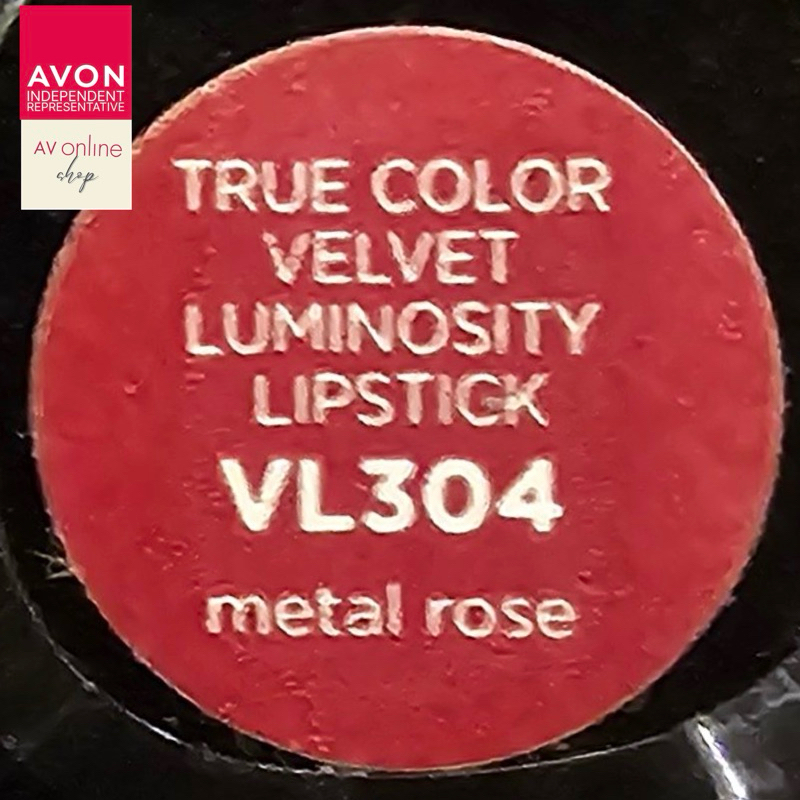 AVON
INDEPENDENT
REPRESENTATIVE
AV online
shop
TRUE COLOR
VELVET
LUMINOSITY
LIPSTICK
VL304
metal rose